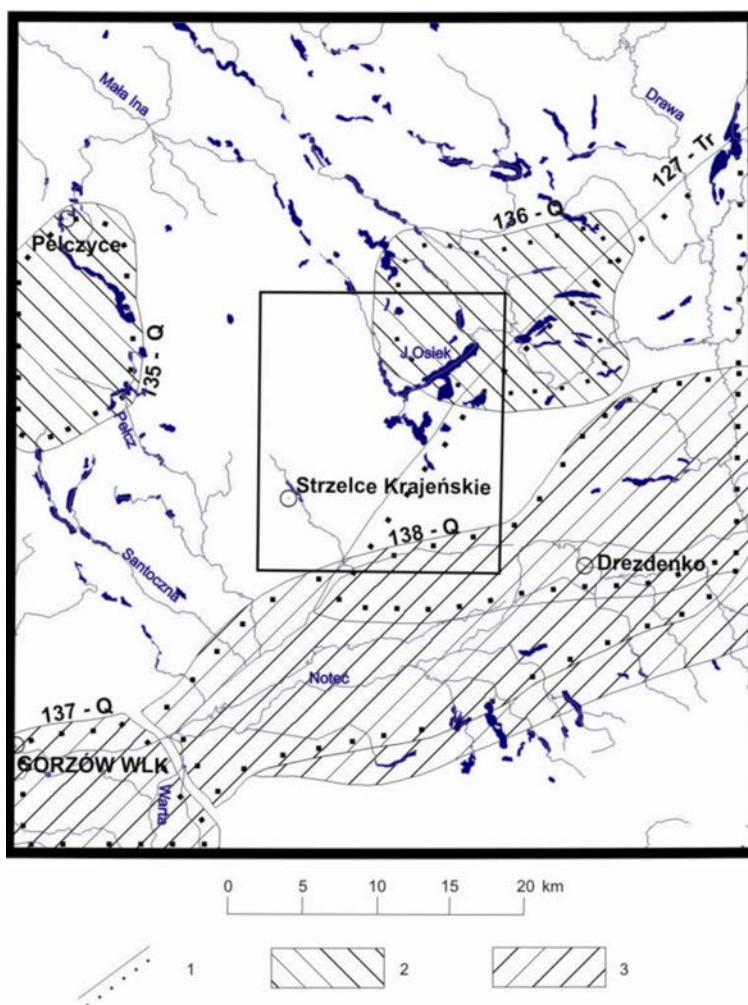 Mała Ina
Drawa
127 - Tr
136 - Q
Pełczyce
J.Osiek
135 - Q
Pełcz
Strzelce Krajeńskie
138 - Q
Drezdenko
Santoczna
Noteć
137 - Q
GORZÓW WLK
Warta
0 5 10 15 20 km
1 2 3